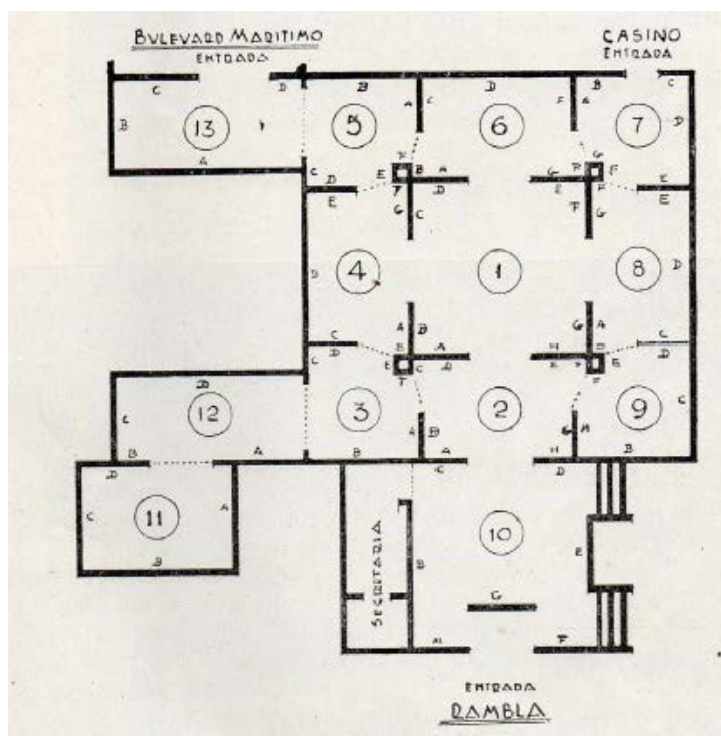 BULEVARD MARITIMO
ENTRADA
CASINO
ENTRADA
C D B D B C
A C F A
B 13 5 6 7 D
A C D E B A G F F E
E F D E F E
G C F G
D 4 1 8 D
A B G A
C B A H B C
D E C D E F E D
C D F F
C 12 3 2 9 C
A B G H
B A B A H B
D C D
C 11 A
10
B
SECRETARIA
B E
G
H F
ENTRADA
RAMBLA